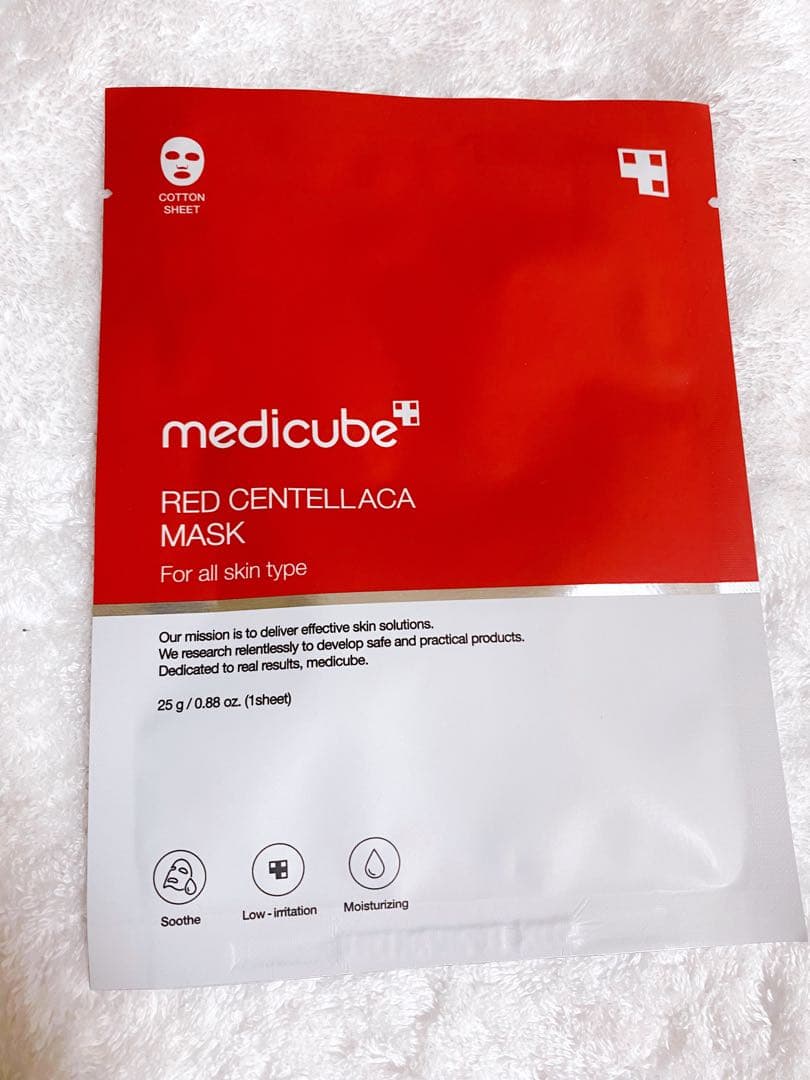 COTTON
SHEET
medicube
RED CENTELLACA
MASK
For all skin type
Our mission is to deliver effective skin solutions.
We research relentlessly to develop safe and practical products.
Dedicated to real results, medicube.
25 g / 0.88 oz. (1sheet)
Soothe
Low-irritation
Moisturizing